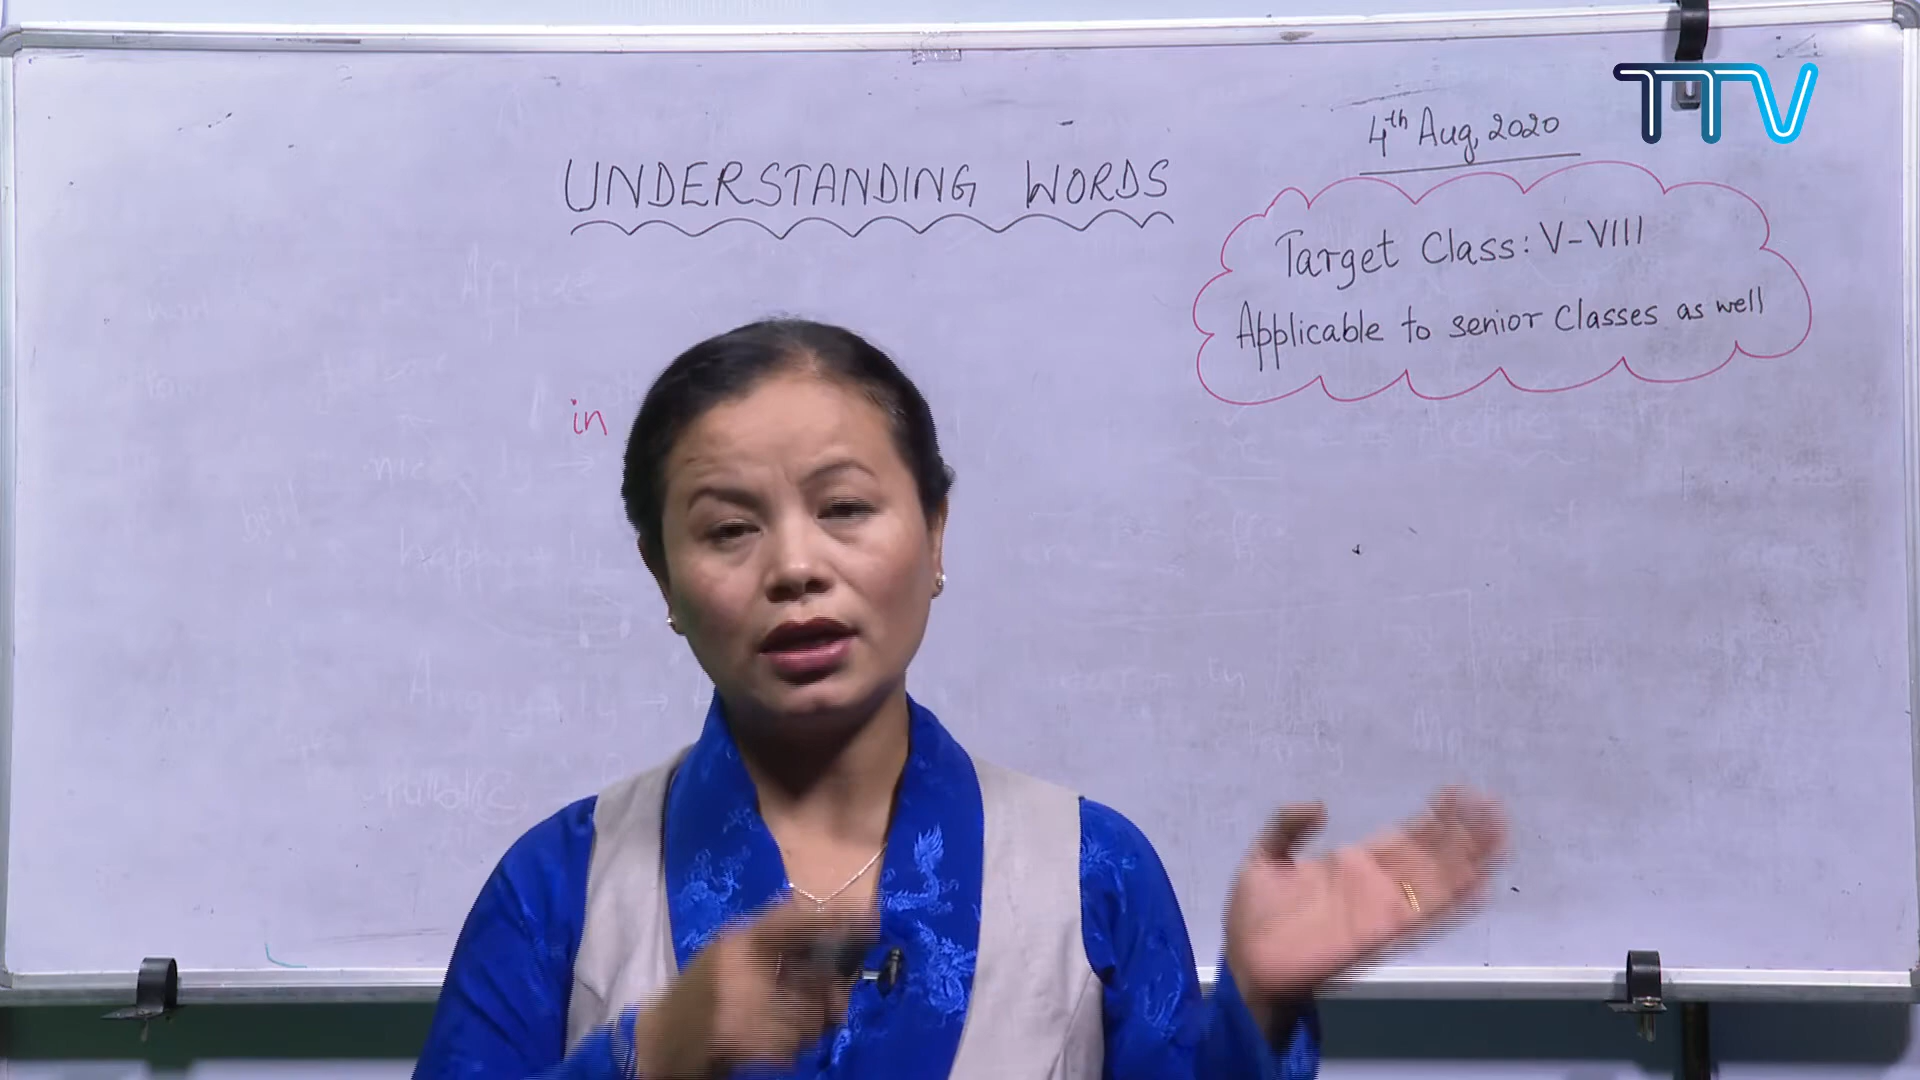 TTV
4th Aug, 2020
UNDERSTANDING WORDS
Target Class: V-VIII
Applicable to senior Classes as well
in